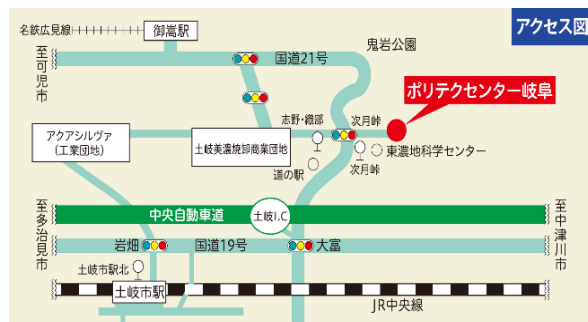 アクセス図
名鉄広見線
御嵩駅
鬼岩公園
至可児市
国道21号
ポリテクセンター岐阜
志野・織部
次月峠
アクアシルヴァ
(工業団地)
土岐美濃焼卸商業団地
東濃地科学センター
道の駅
次月峠
至多治見市
中央自動車道
土岐I.C
至中津川市
岩畑
国道19号
大富
土岐市駅北
土岐市駅
JR中央線